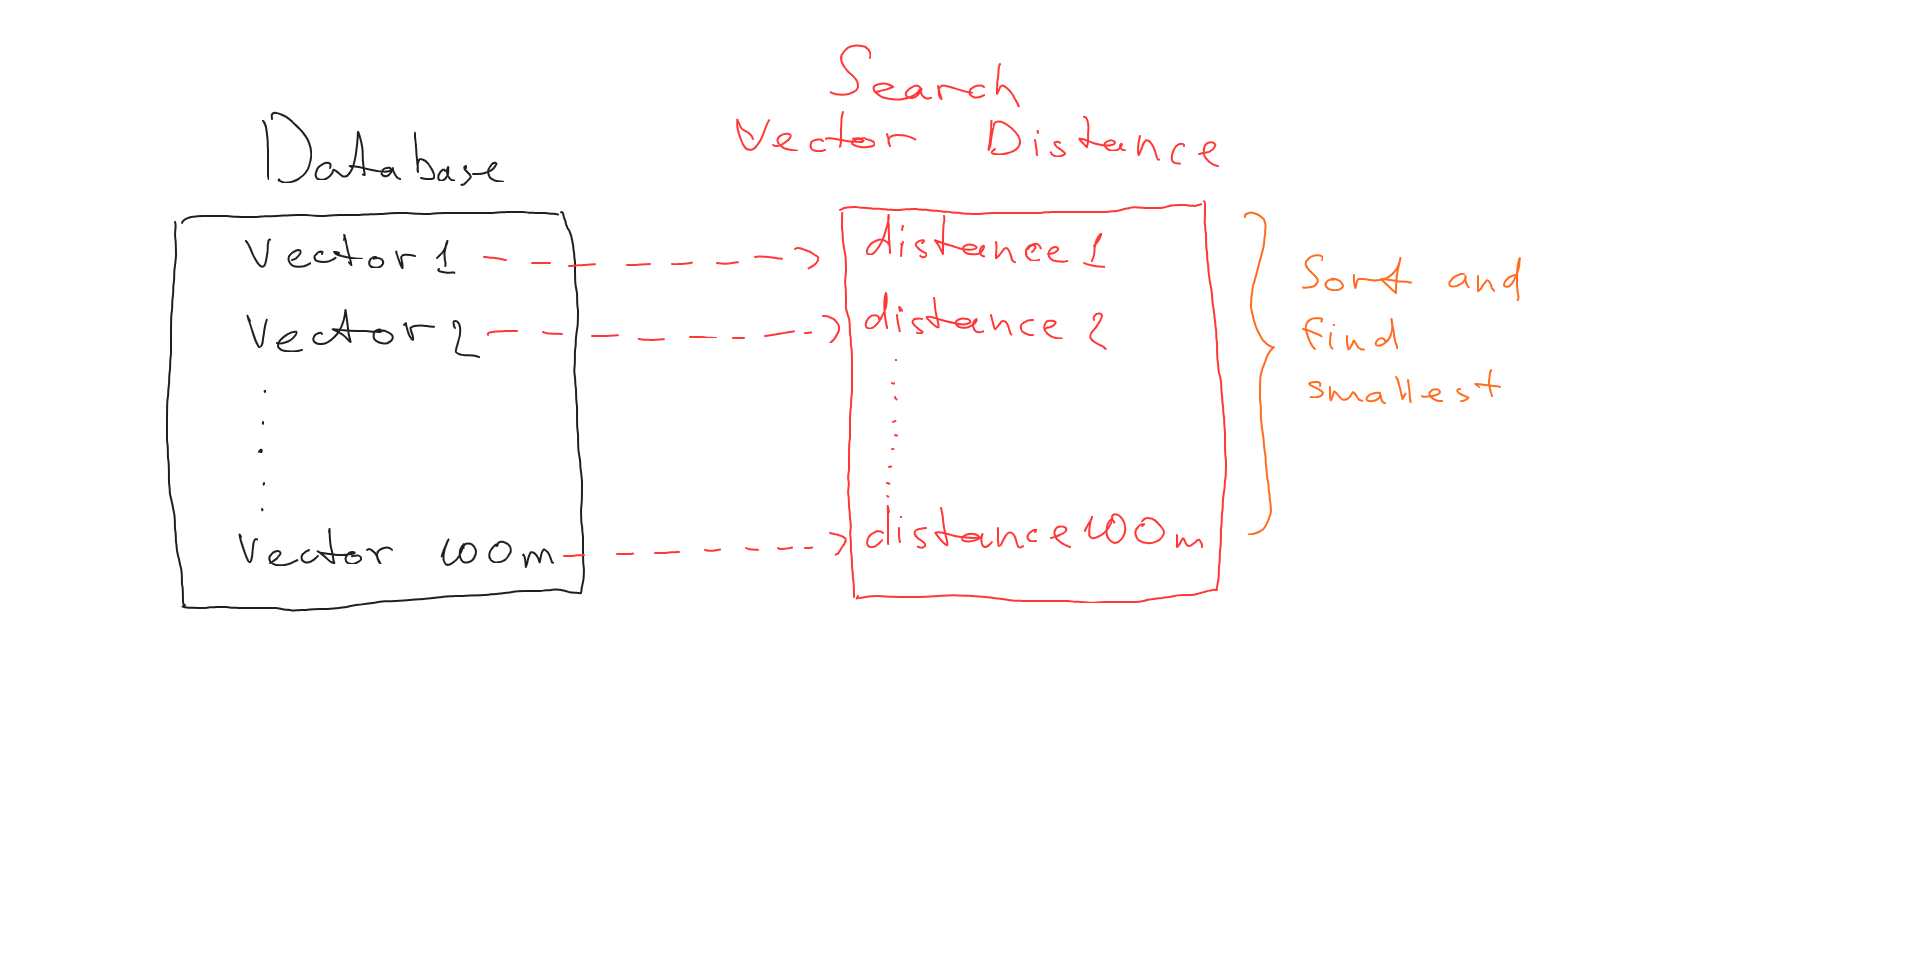 Database
Search
Vector Distance
Vector 1
Vector 2
Vector 100m
distance 1
distance 2
distance 100m
Sort and
find
smallest